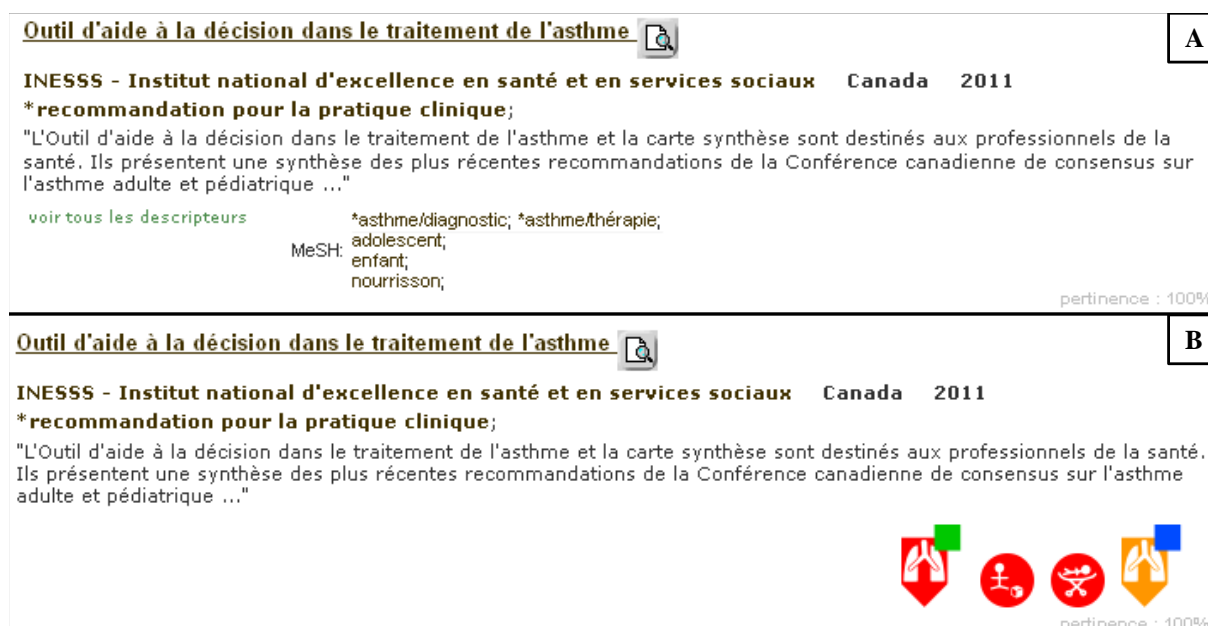 Outil d'aide à la décision dans le traitement de l'asthme
A
INESSS - Institut national d'excellence en santé et en services sociaux Canada 2011
*recommandation pour la pratique clinique;
"L'Outil d'aide à la décision dans le traitement de l'asthme et la carte synthèse sont destinés aux professionnels de la
santé. Ils présentent une synthèse des plus récentes recommandations de la Conférence canadienne de consensus sur
l'asthme adulte et pédiatrique ..."
voir tous les descripteurs
MeSH:
*asthme/diagnostic; *asthme/thérapie;
adolescent;
enfant;
nourrisson;
pertinence : 100%
Outil d'aide à la décision dans le traitement de l'asthme
B
INESSS - Institut national d'excellence en santé et en services sociaux Canada 2011
*recommandation pour la pratique clinique;
"L'Outil d'aide à la décision dans le traitement de l'asthme et la carte synthèse sont destinés aux professionnels de la santé.
Ils présentent une synthèse des plus récentes recommandations de la Conférence canadienne de consensus sur l'asthme
adulte et pédiatrique ..."
pertinence : 100%